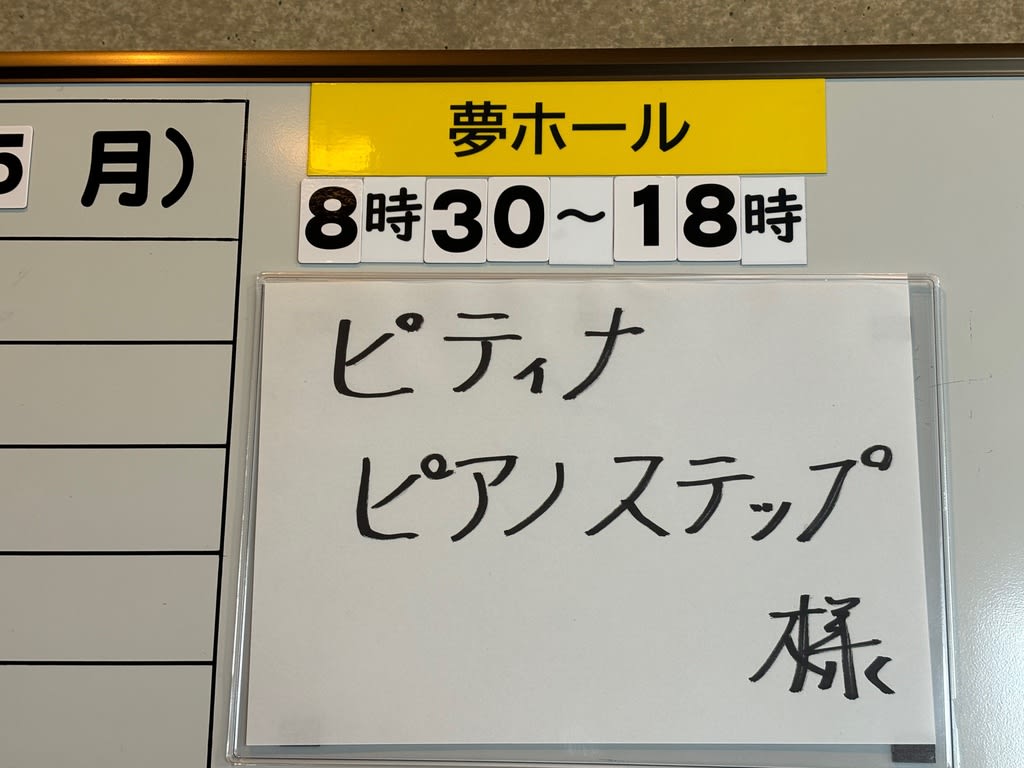 5 月)
夢ホール
8時30~18時
ピティナ
ピアノステップ
様